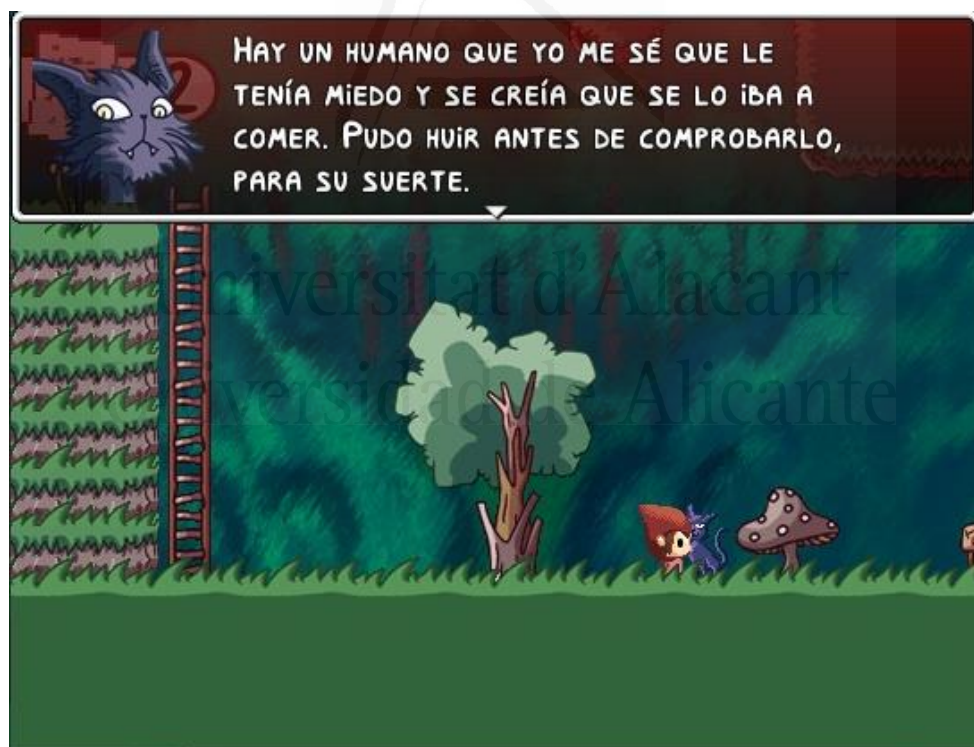 HAY UN HUMANO QUE YO ME SÉ QUE LE
TENÍA MIEDO Y SE CREÍA QUE SE LO IBA A
COMER. PUDO HUIR ANTES DE COMPROBARLO,
PARA SU SUERTE.
2
Universitat d'Alacant
Universidad de Alicante